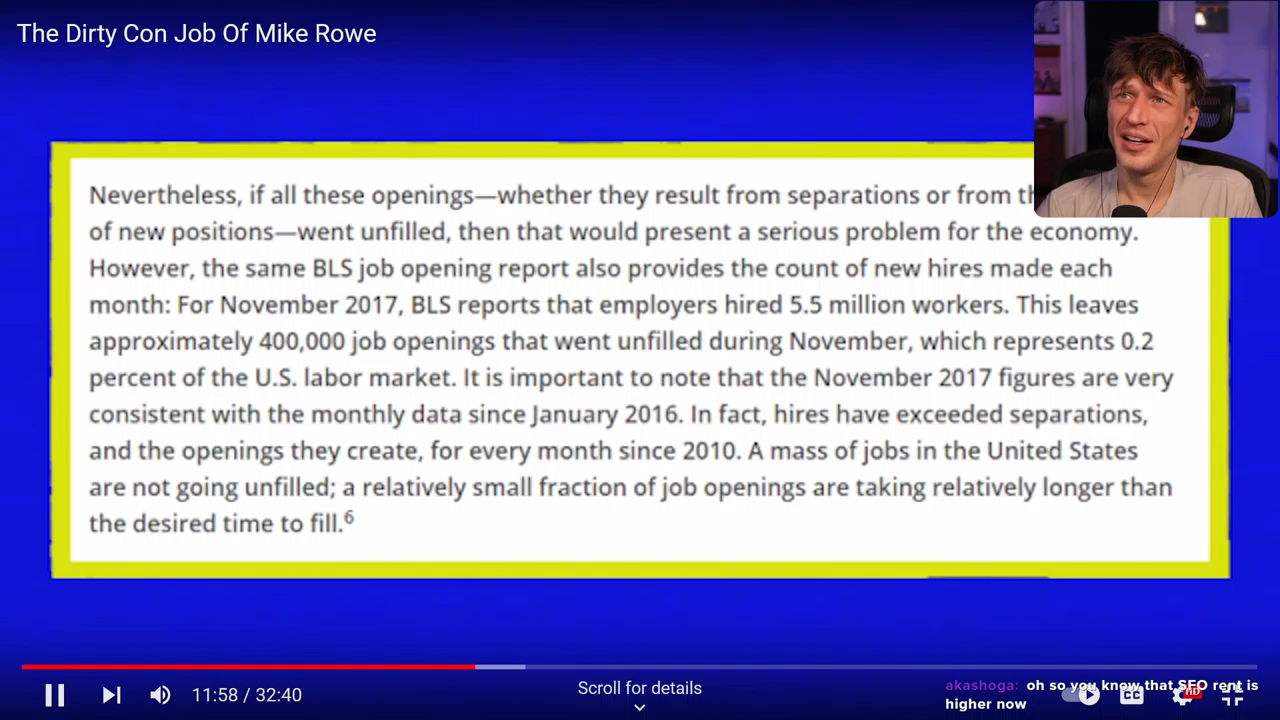 The Dirty Con Job Of Mike Rowe
Nevertheless, if all these openings—whether they result from separations or from
of new positions—went unfilled, then that would present a serious problem for the economy.
However, the same BLS job opening report also provides the count of new hires made each
month: For November 2017, BLS reports that employers hired 5.5 million workers. This leaves
approximately 400,000 job openings that went unfilled during November, which represents 0.2
percent of the U.S. labor market. It is important to note that the November 2017 figures are very
consistent with the monthly data since January 2016. In fact, hires have exceeded separations,
and the openings they create, for every month since 2010. A mass of jobs in the United States
are not going unfilled; a relatively small fraction of job openings are taking relatively longer than
the desired time to fill.6
11:58 / 32:40
Scroll for details
akashoga: oh so you know that SFO rent is
higher now
CC
HD